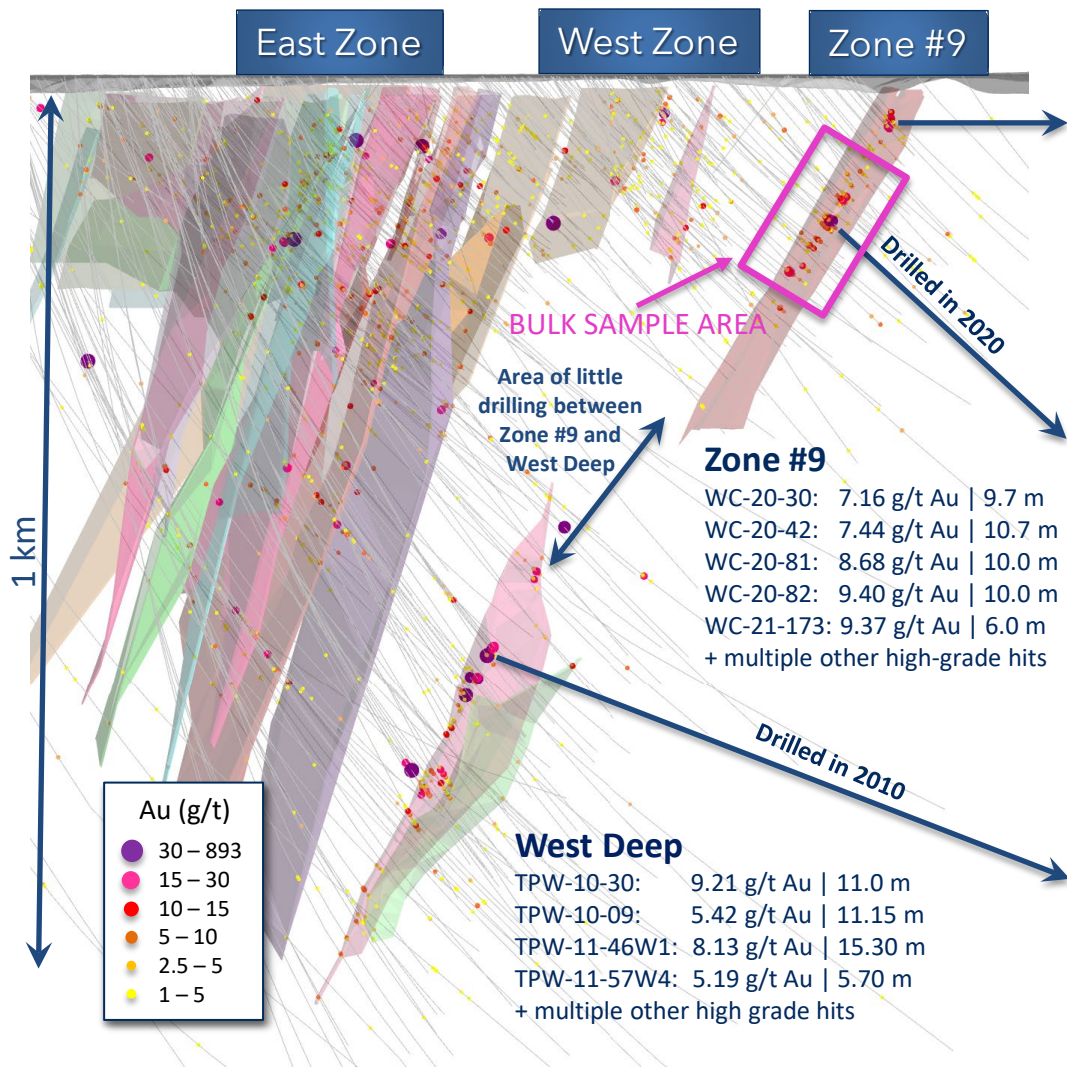 East Zone
West Zone
Zone #9
BULK SAMPLE AREA
Drilled in 2020
Area of little
drilling between
Zone #9 and
West Deep
1 km
Zone #9
WC-20-30: 7.16 g/t Au | 9.7 m
WC-20-42: 7.44 g/t Au | 10.7 m
WC-20-81: 8.68 g/t Au | 10.0 m
WC-20-82: 9.40 g/t Au | 10.0 m
WC-21-173: 9.37 g/t Au | 6.0 m
+ multiple other high-grade hits
Drilled in 2010
Au (g/t)
30 – 893
15 – 30
10 – 15
5 – 10
2.5 – 5
1 – 5
West Deep
TPW-10-30: 9.21 g/t Au | 11.0 m
TPW-10-09: 5.42 g/t Au | 11.15 m
TPW-11-46W1: 8.13 g/t Au | 15.30 m
TPW-11-57W4: 5.19 g/t Au | 5.70 m
+ multiple other high grade hits